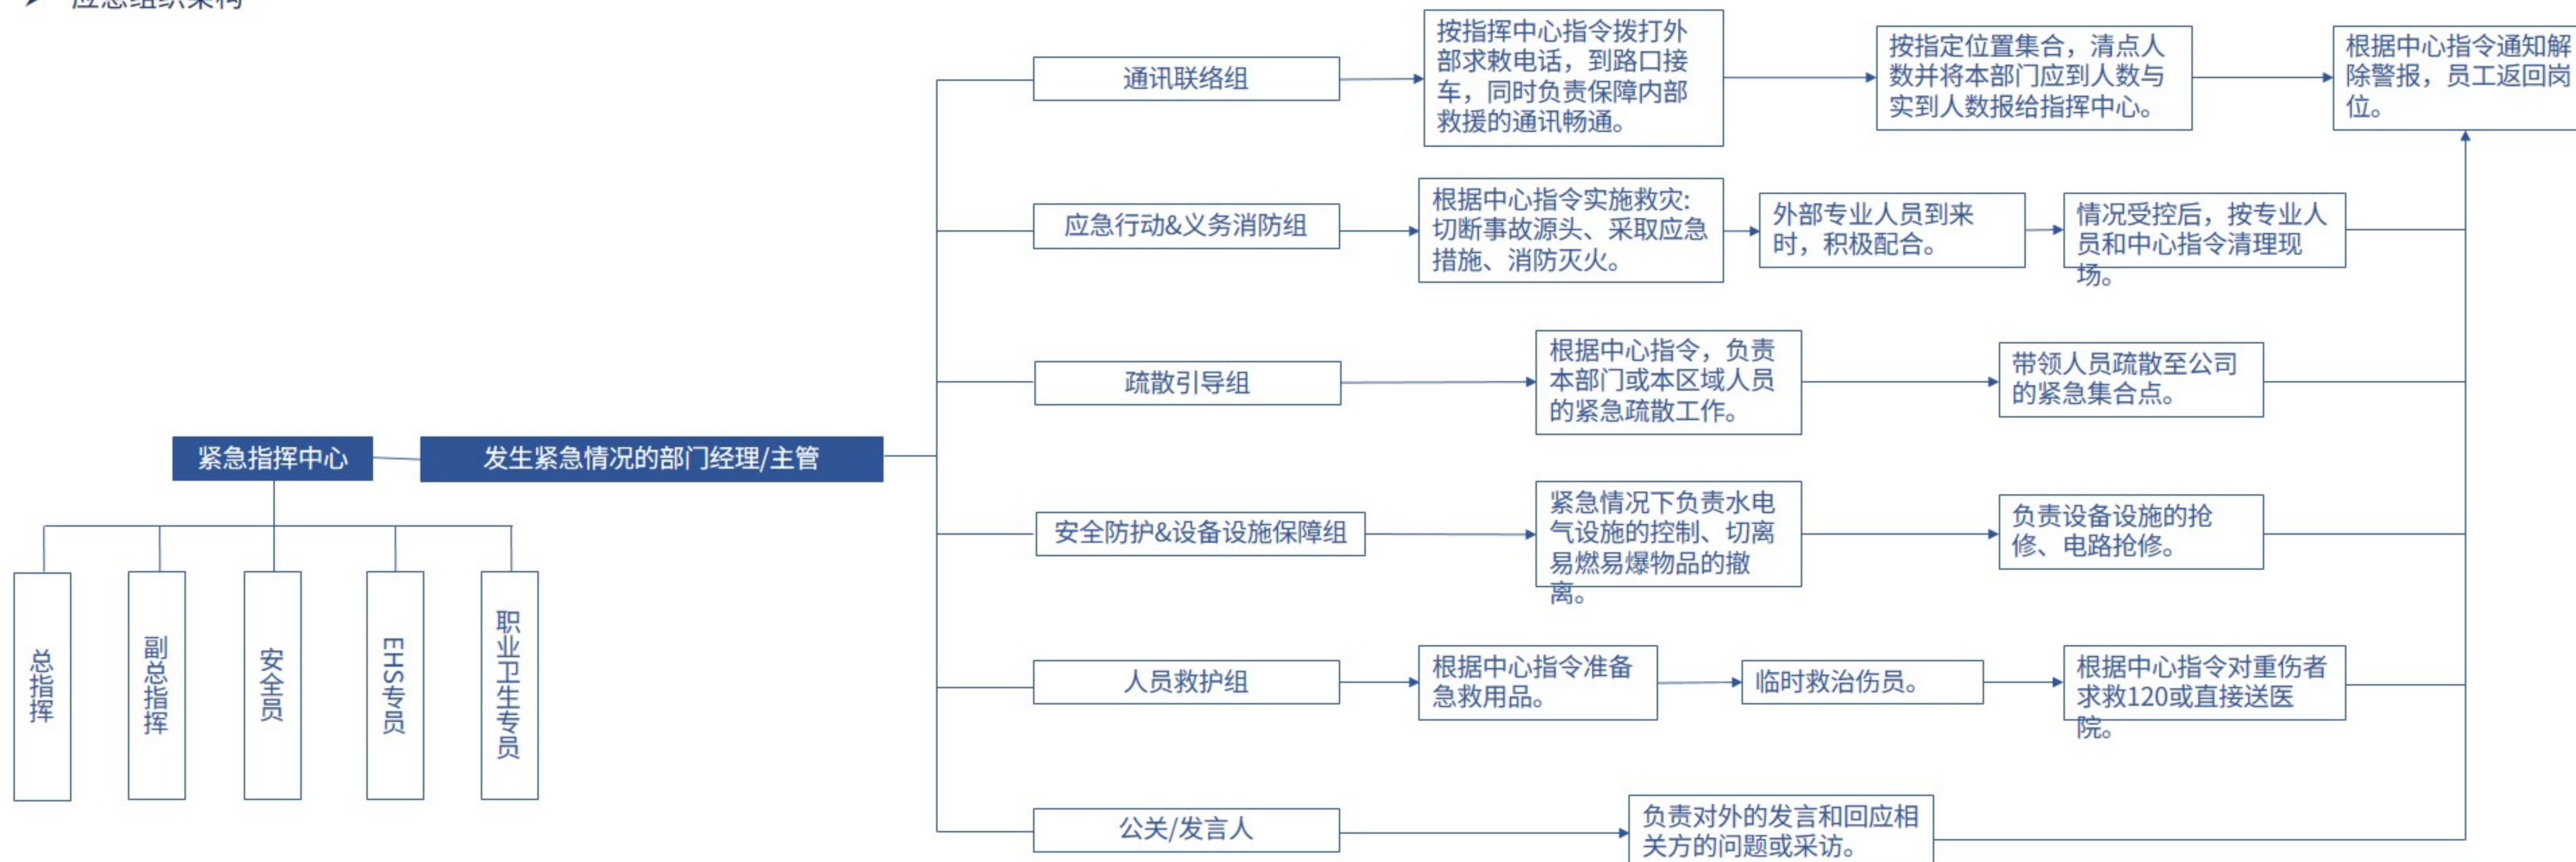 应急组织架构
通讯联络组
按指挥中心指令拨打外
部求救电话，到路口接
车，同时负责保障内部
救援的通讯畅通。
按指定位置集合，清点人
数并将本部门应到人数与
实到人数报给指挥中心。
根据中心指令通知解
除警报，员工返回岗
位。
应急行动&义务消防组
根据中心指令实施救灾:
切断事故源头、采取应急
措施、消防灭火。
外部专业人员到来
时，积极配合。
情况受控后，按专业人
员和中心指令清理现
场。
疏散引导组
根据中心指令，负责
本部门或本区域人员
的紧急疏散工作。
带领人员疏散至公司
的紧急集合点。
紧急指挥中心
发生紧急情况的部门经理/主管
安全防护&设备设施保障组
紧急情况下负责水电
气设施的控制、切离
易燃易爆物品的撤
离。
负责设备设施的抢
修、电路抢修。
总指挥
副总指挥
安全员
EHS专员
职业卫生专员
人员救护组
根据中心指令准备
急救用品。
临时救治伤员。
根据中心指令对重伤者
求救120或直接送医
院。
公关/发言人
负责对外的发言和回应相
关方的问题或采访。